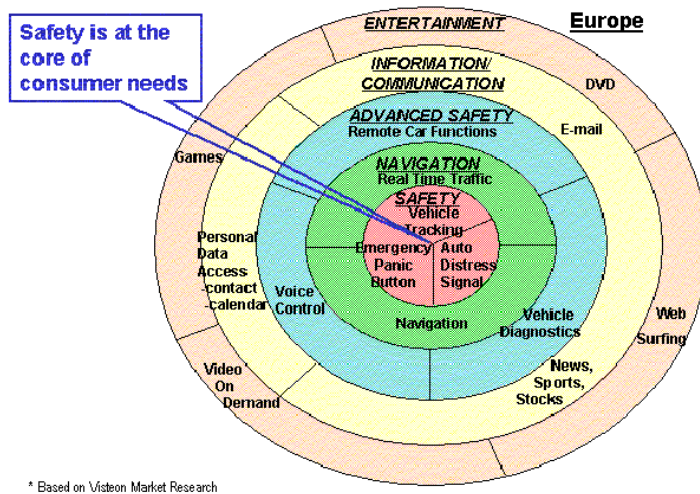 Safety is at the
core of
consumer needs
Europe
ENTERTAINMENT
DVD
Games
Web
Surfing
Video
On
Demand
INFORMATION/
COMMUNICATION
E-mail
Personal
Data
Access
-contact
-calendar
News,
Sports,
Stocks
ADVANCED SAFETY
Remote Car Functions
Voice
Control
Vehicle
Diagnostics
NAVIGATION
Real Time Traffic
Navigation
SAFETY
Vehicle
Tracking
Emergency
Panic
Button
Auto
Distress
Signal
* Based on Visteon Market Research